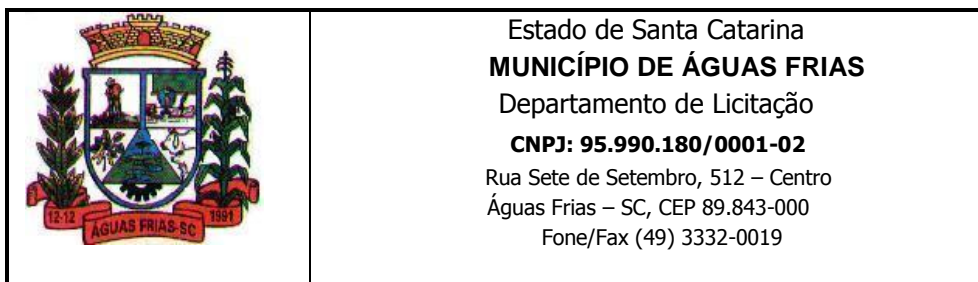 12-12
ÁGUAS FRIAS-SC
1991
Estado de Santa Catarina
MUNICÍPIO DE ÁGUAS FRIAS
Departamento de Licitação
CNPJ: 95.990.180/0001-02
Rua Sete de Setembro, 512 – Centro
Águas Frias – SC, CEP 89.843-000
Fone/Fax (49) 3332-0019